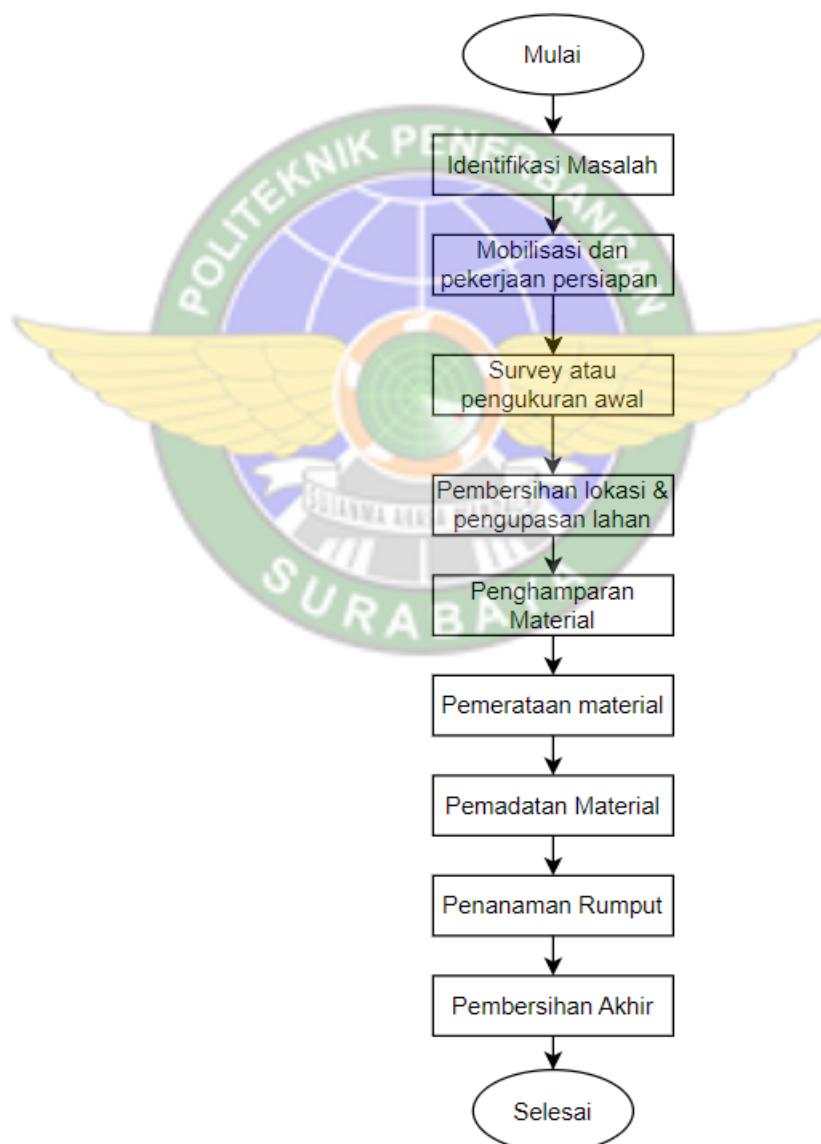 Mulai
POLITEKNIK PENERBANGAN
Identifikasi Masalah
Mobilisasi dan
pekerjaan persiapan
Survey atau
pengukuran awal
Pembersihan lokasi &
pengupasan lahan
Penghamparan
Material
SURABAYA
Pemerataan material
Pemadatan Material
Penanaman Rumput
Pembersihan Akhir
Selesai